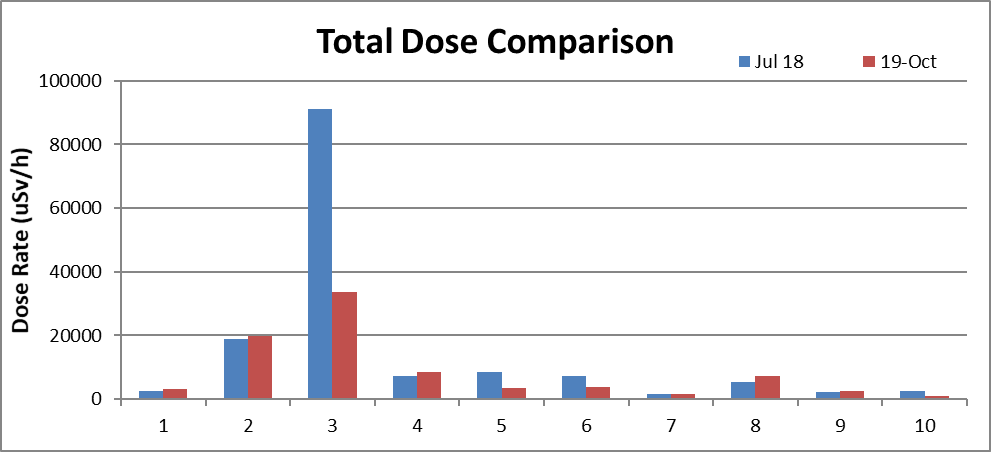 Total Dose Comparison
Jul 18
19-Oct
Dose Rate (uSv/h)
100000
80000
60000
40000
20000
0
1 2 3 4 5 6 7 8 9 10